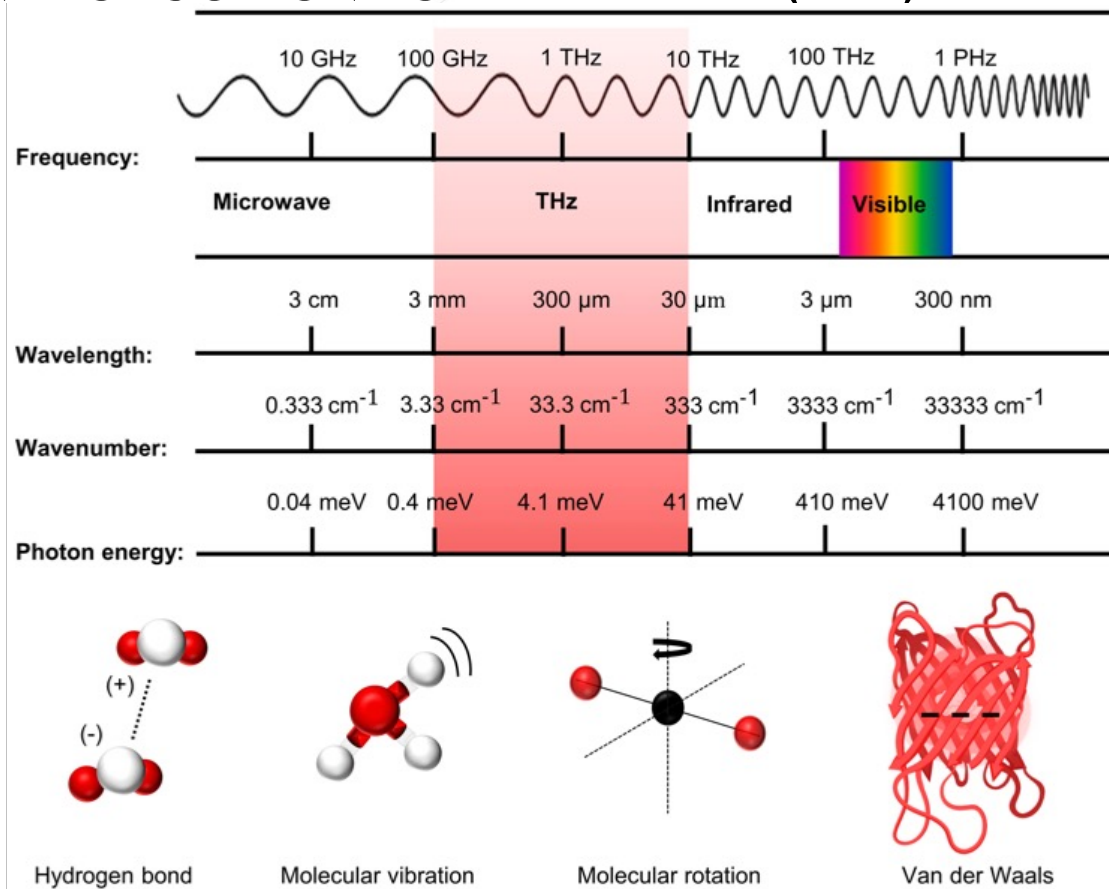 10 GHz 100 GHz 1 THz 10 THz 100 THz 1 PHz
Frequency:
Microwave THz Infrared Visible
3 cm 3 mm 300 µm 30 µm 3 µm 300 nm
Wavelength:
0.333 cm⁻¹ 3.33 cm⁻¹ 33.3 cm⁻¹ 333 cm⁻¹ 3333 cm⁻¹ 33333 cm⁻¹
Wavenumber:
0.04 meV 0.4 meV 4.1 meV 41 meV 410 meV 4100 meV
Photon energy:
(+)
(-)
Hydrogen bond Molecular vibration Molecular rotation Van der Waals